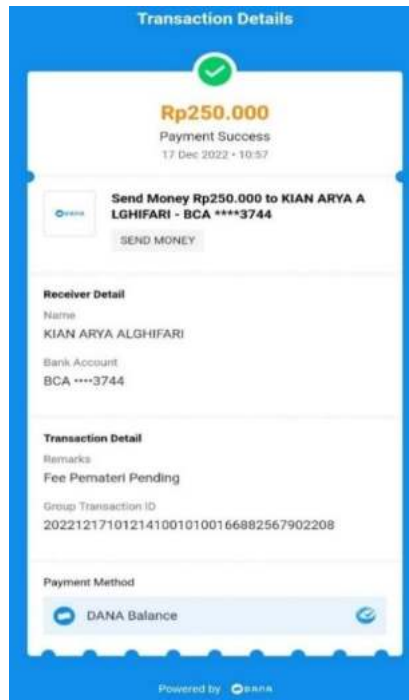 Transaction Details
Rp250.000
Payment Success
17 Dec 2022 • 10:57
DANA
Send Money Rp250.000 to KIAN ARYA A
LGHIFARI - BCA ****3744
SEND MONEY
Receiver Detail
Name
KIAN ARYA ALGHIFARI
Bank Account
BCA ••••3744
Transaction Detail
Remarks
Fee Pemateri Pending
Group Transaction ID
2022121710121410010100166882567902208
Payment Method
DANA Balance
Powered by DANA